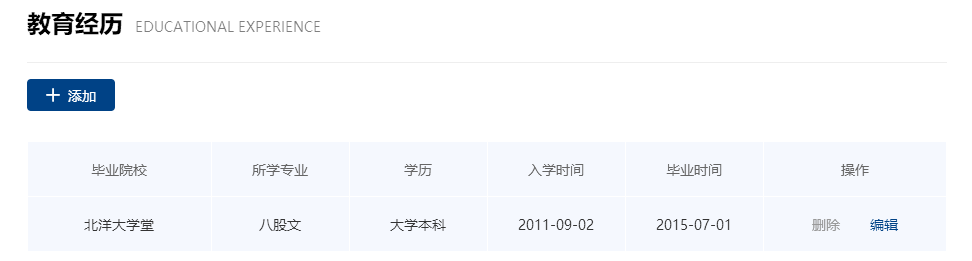 教育经历 EDUCATIONAL EXPERIENCE
+ 添加
毕业院校 所学专业 学历 入学时间 毕业时间 操作
北洋大学堂 八股文 大学本科 2011-09-02 2015-07-01 删除 编辑